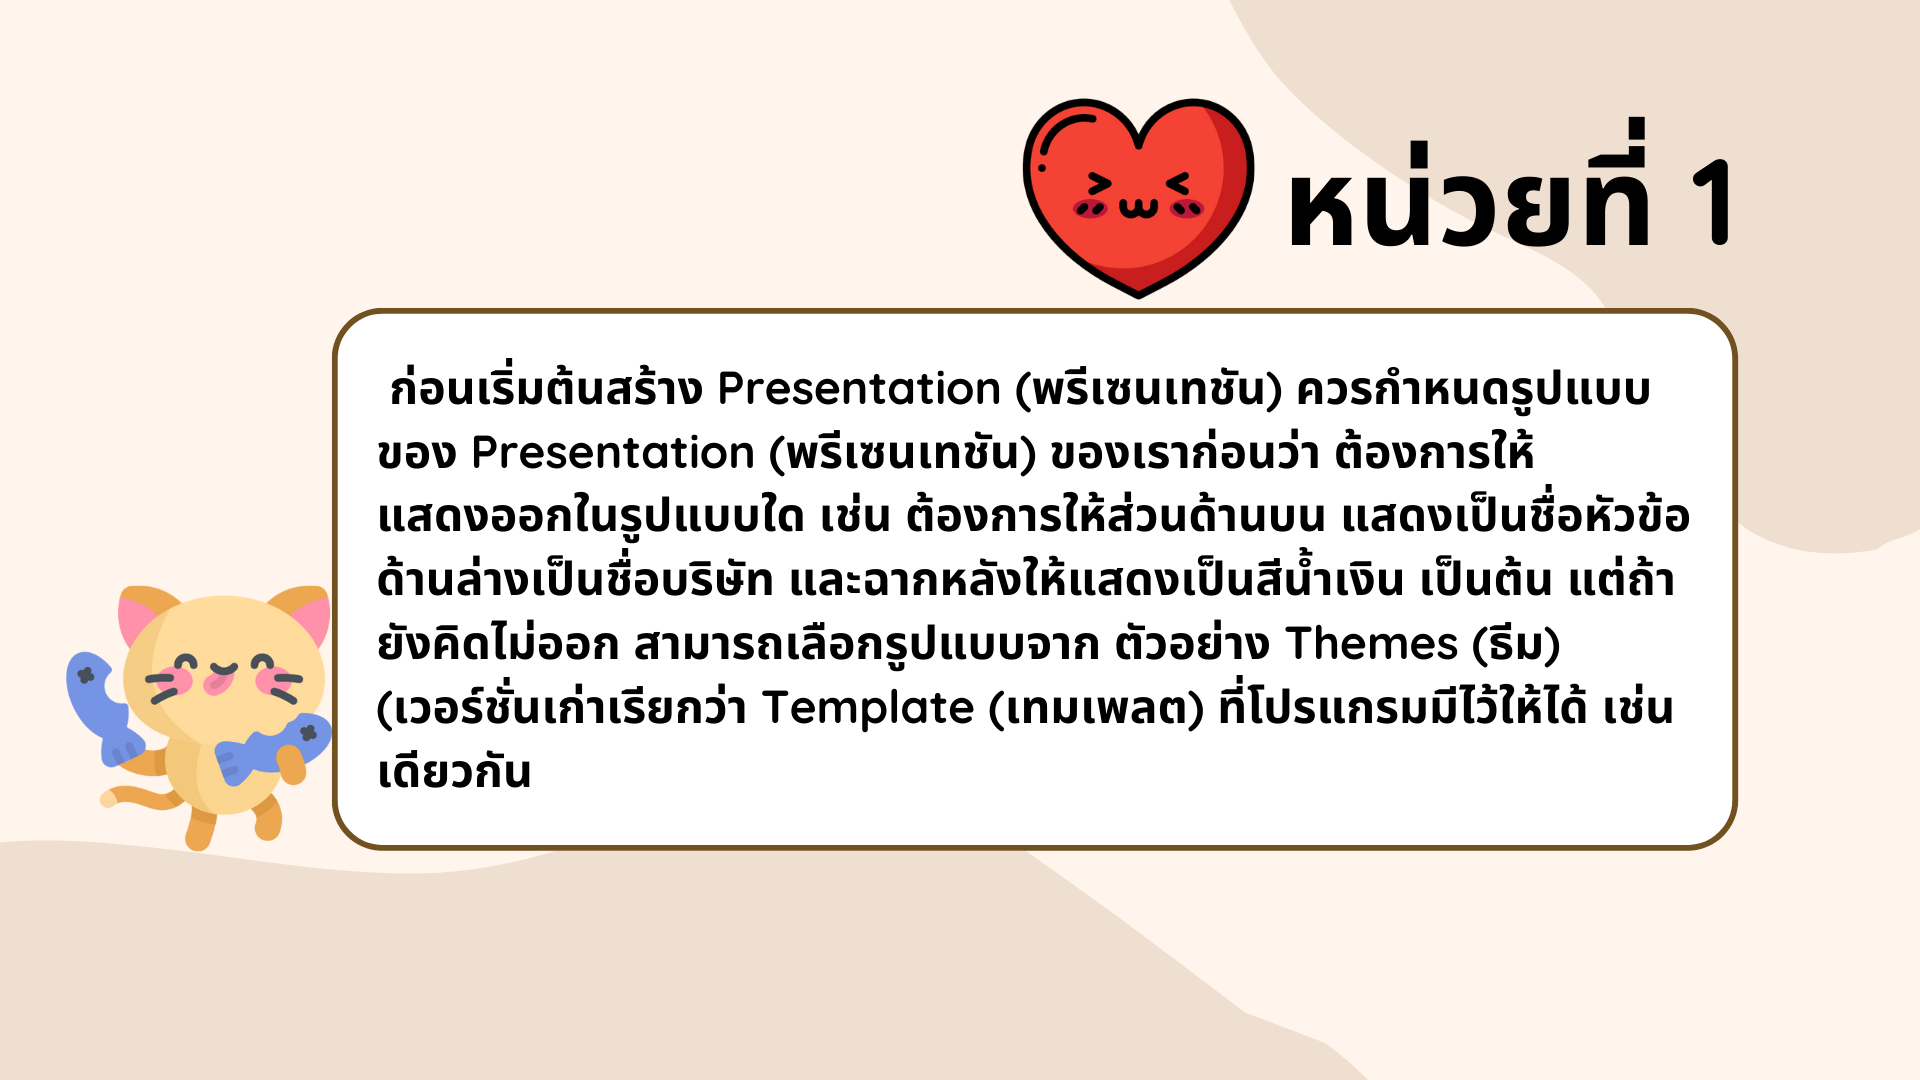 หน่วยที่ 1
ก่อนเริ่มต้นสร้าง Presentation (พรีเซนเทชัน) ควรกำหนดรูปแบบ
ของ Presentation (พรีเซนเทชัน) ของเราก่อนว่า ต้องการให้
แสดงออกในรูปแบบใด เช่น ต้องการให้ส่วนด้านบน แสดงเป็นชื่อหัวข้อ
ด้านล่างเป็นชื่อบริษัท และฉากหลังให้แสดงเป็นสีน้ำเงิน เป็นต้น แต่ถ้า
ยังคิดไม่ออก สามารถเลือกรูปแบบจาก ตัวอย่าง Themes (ธีม)
(เวอร์ชั่นเก่าเรียกว่า Template (เทมเพลต) ที่โปรแกรมมีไว้ให้ได้ เช่น
เดียวกัน